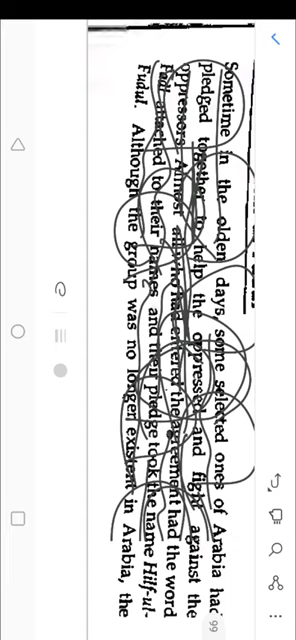 Sometime in the olden days, some selected ones of Arabia had
pledged together to help the oppressed and fight against the
oppressors. Almost all who had entered the agreement had the word
Fadl attached to their names and their pledge took the name Hilf-ul-
Fudul. Although the group was no longer existent in Arabia, the
99